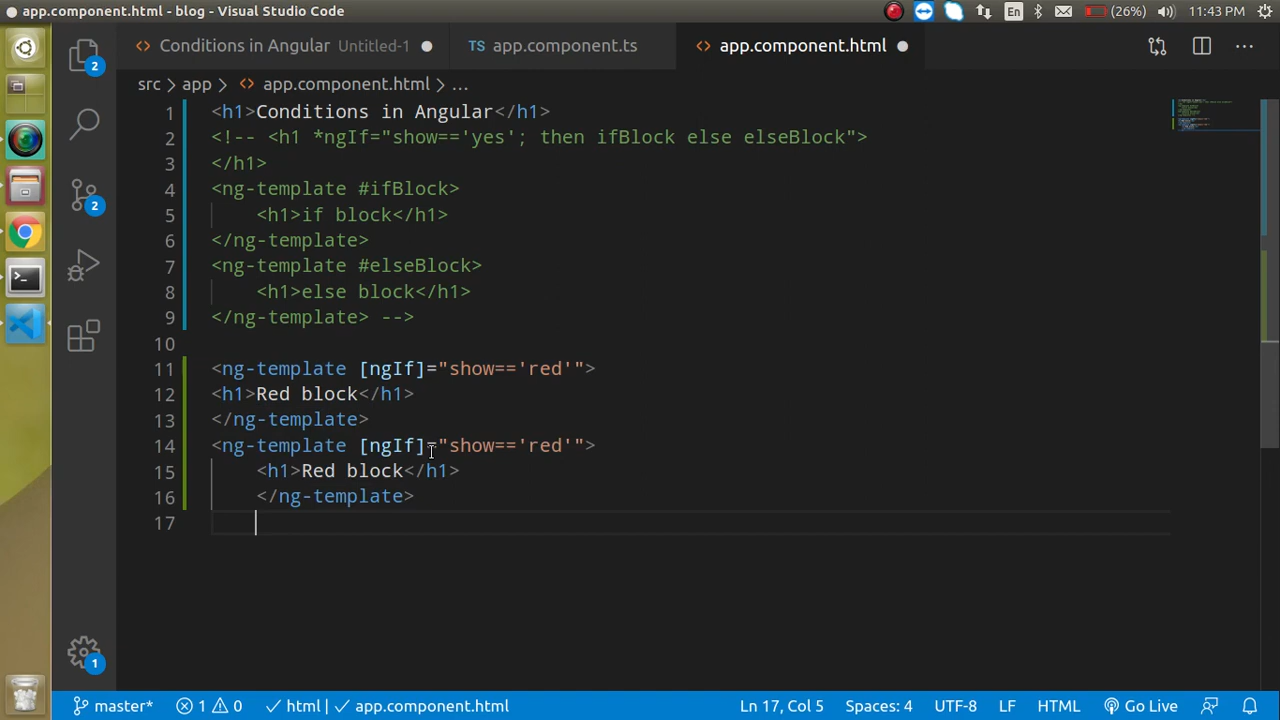 app.component.html - blog - Visual Studio Code
En
(26%)
11:43 PM
Conditions in Angular Untitled-1
TS app.component.ts
<> app.component.html
src > app > <> app.component.html > ...
1 <h1>Conditions in Angular</h1>
2 <!-- <h1 *ngIf="show=='yes'; then ifBlock else elseBlock">
3 </h1>
4 <ng-template #ifBlock>
5 <h1>if block</h1>
6 </ng-template>
7 <ng-template #elseBlock>
8 <h1>else block</h1>
9 </ng-template> -->
10
11 <ng-template [ngIf]="show=='red'">
12 <h1>Red block</h1>
13 </ng-template>
14 <ng-template [ngIf]="show=='red'">
15 <h1>Red block</h1>
16 </ng-template>
17
2
2
1
master*
1
0
html
app.component.html
Ln 17, Col 5
Spaces: 4
UTF-8
LF
HTML
Go Live